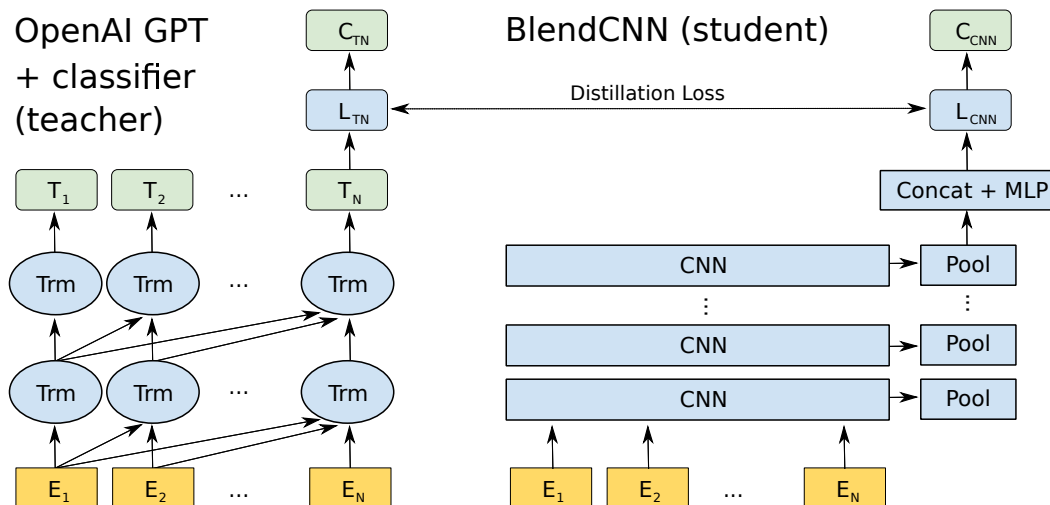 OpenAI GPT
+ classifier
(teacher)
C_TN
L_TN
T_1 T_2 ... T_N
Trm Trm ... Trm
Trm Trm ... Trm
E_1 E_2 ... E_N
Distillation Loss
BlendCNN (student)
C_CNN
L_CNN
Concat + MLP
CNN Pool
... ...
CNN Pool
CNN Pool
E_1 E_2 ... E_N